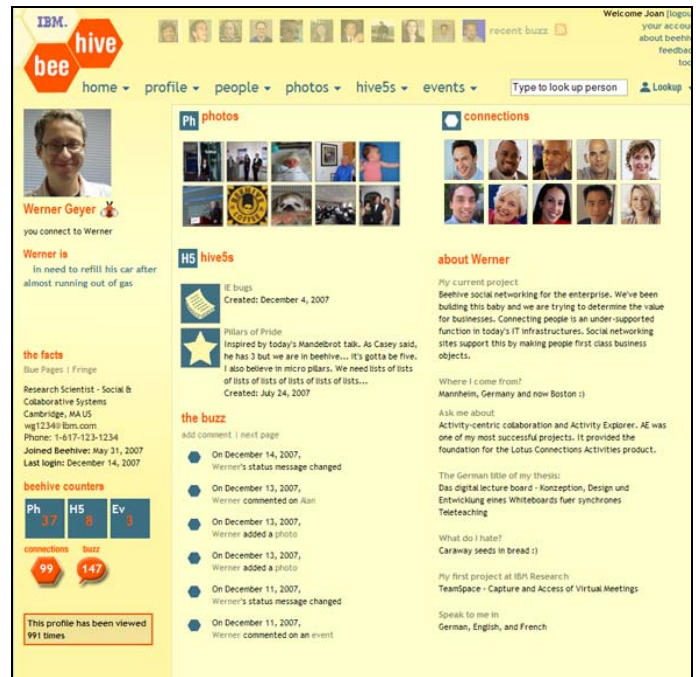 IBM.
bee
hive
recent buzz
Welcome Joan [logou
your accou
about beehiv
feedbac
too
home
profile
people
photos
hive5s
events
Type to look up person
Lookup
Werner Geyer
you connect to Werner
Werner is
in need to refill his car after
almost running out of gas
the facts
Blue Pages | Fringe
Research Scientist - Social &
Collaborative Systems
Cambridge, MA US
wg1234@ibm.com
Phone: 1-617-123-1234
Joined Beehive: May 31, 2007
Last login: December 14, 2007
beehive counters
Ph 37
H5 8
Ev 3
connections
99
buzz
147
This profile has been viewed
991 times
Ph photos
BEEHIVE
COFFEE
H5 hive5s
IE bugs
Created: December 4, 2007
Pillars of Pride
Inspired by today's Mandelbrot talk. As Casey said,
he has 3 but we are in beehive... it's gotta be five.
I also believe in micro pillars. We need lists of lists
of lists of lists of lists of lists of lists...
Created: July 24, 2007
the buzz
add comment | next page
On December 14, 2007,
Werner's status message changed
On December 13, 2007,
Werner commented on Alan
On December 13, 2007,
Werner added a photo
On December 13, 2007,
Werner added a photo
On December 11, 2007,
Werner's status message changed
On December 11, 2007,
Werner commented on an event
connections
about Werner
My current project
Beehive social networking for the enterprise. We've been
building this baby and we are trying to determine the value
for businesses. Connecting people is an under-supported
function in today's IT infrastructures. Social networking
sites support this by making people first class business
objects.
Where I come from?
Mannheim, Germany and now Boston :)
Ask me about
Activity-centric collaboration and Activity Explorer. AE was
one of my most successful projects. It provided the
foundation for the Lotus Connections Activities product.
The German title of my thesis:
Das digital lecture board - Konzeption, Design und
Entwicklung eines Whiteboards fuer synchrones
Teleteaching
What do I hate?
Caraway seeds in bread :)
My first project at IBM Research
TeamSpace - Capture and Access of Virtual Meetings
Speak to me in
German, English, and French